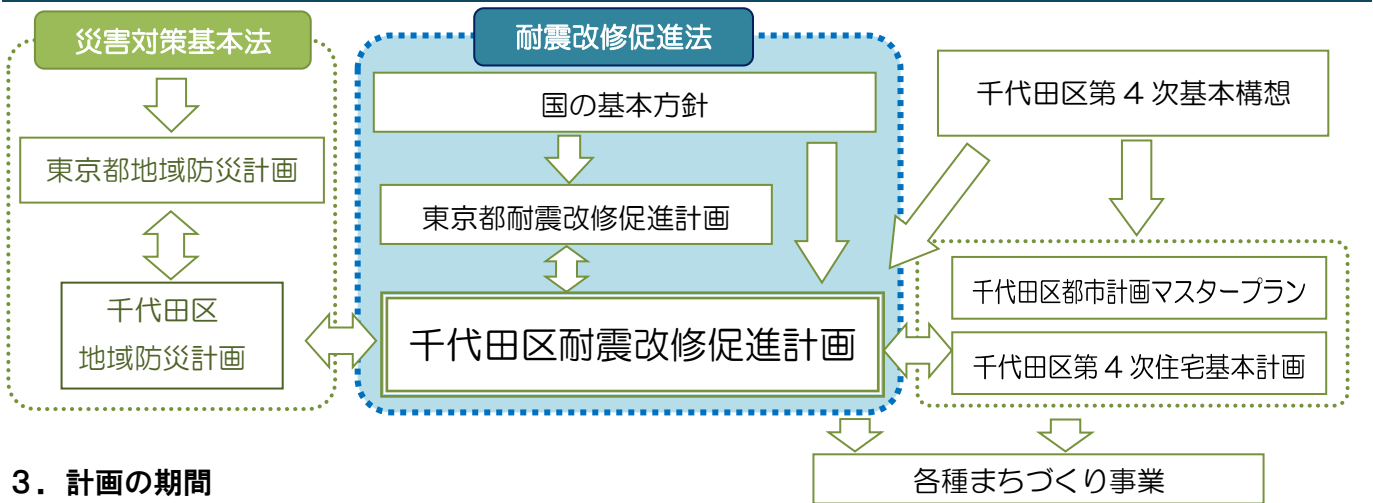 災害対策基本法
東京都地域防災計画
千代田区
地域防災計画
耐震改修促進法
国の基本方針
東京都耐震改修促進計画
千代田区耐震改修促進計画
千代田区第4次基本構想
千代田区都市計画マスタープラン
千代田区第4次住宅基本計画
各種まちづくり事業
３．計画の期間